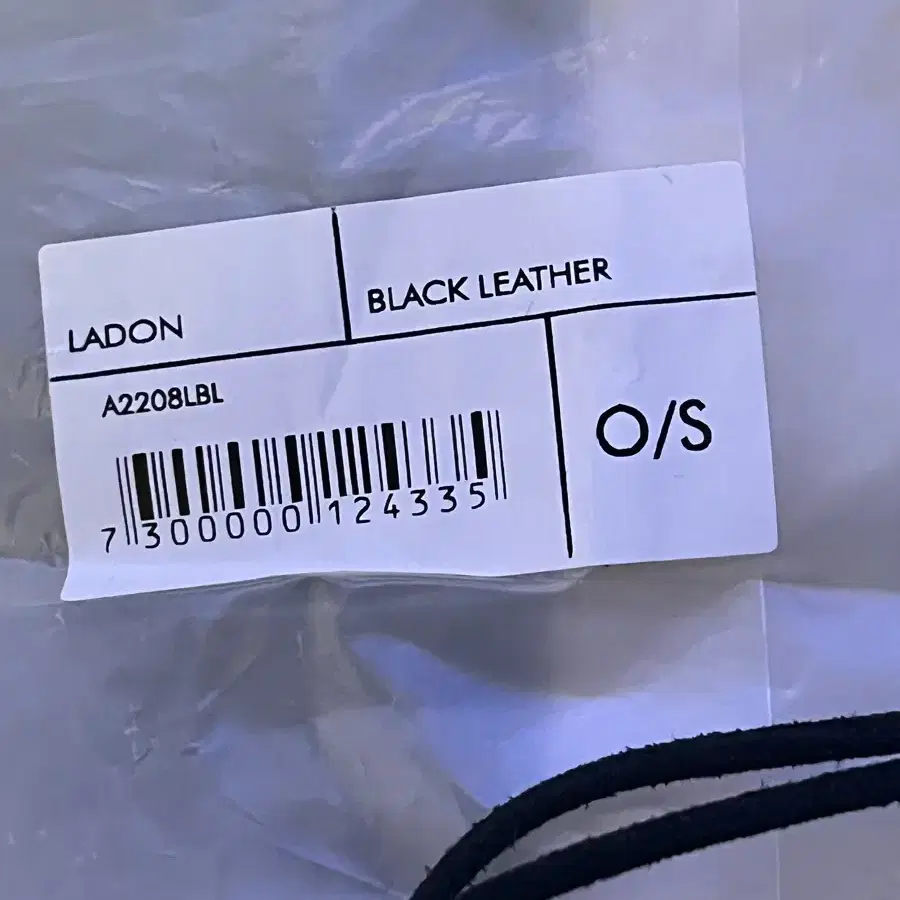 LADON
BLACK LEATHER
A2208LBL
7 300000 124335
O/S